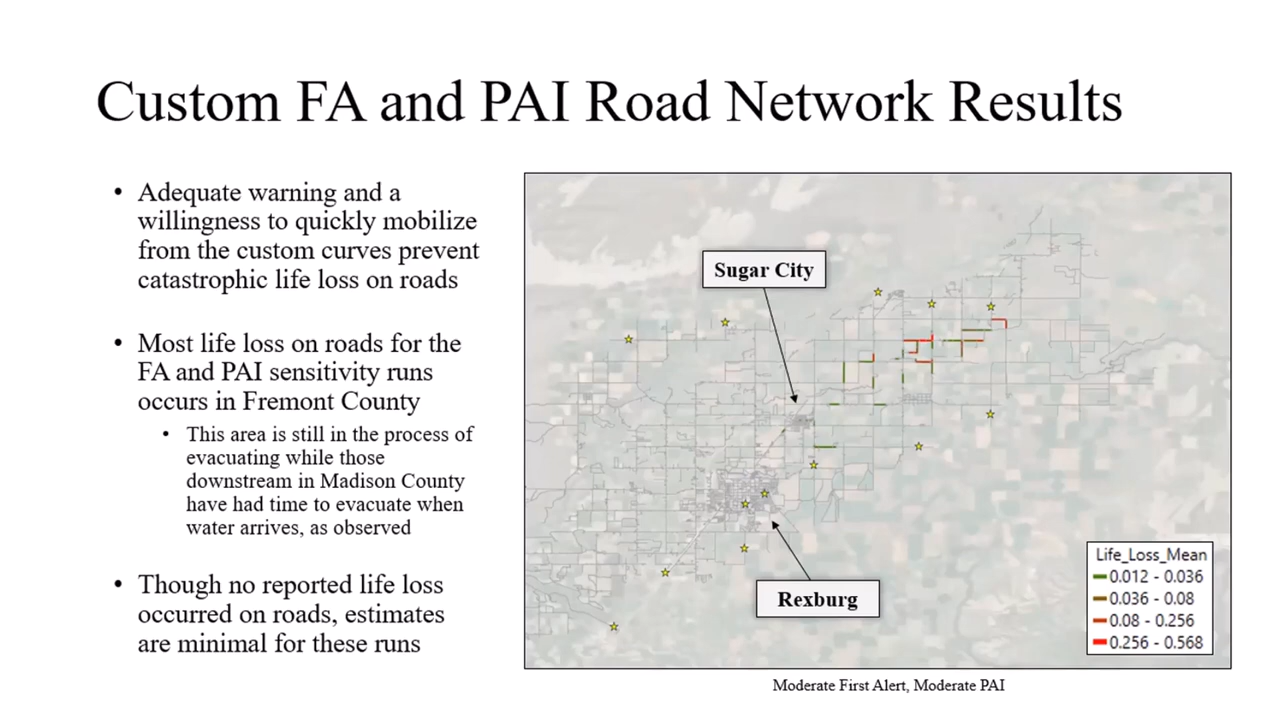 Custom FA and PAI Road Network Results
• Adequate warning and a
willingness to quickly mobilize
from the custom curves prevent
catastrophic life loss on roads
• Most life loss on roads for the
FA and PAI sensitivity runs
occurs in Fremont County
• This area is still in the process of
evacuating while those
downstream in Madison County
have had time to evacuate when
water arrives, as observed
• Though no reported life loss
occurred on roads, estimates
are minimal for these runs
Sugar City
Rexburg
Life_Loss_Mean
0.012 - 0.036
0.036 - 0.08
0.08 - 0.256
0.256 - 0.568
Moderate First Alert, Moderate PAI